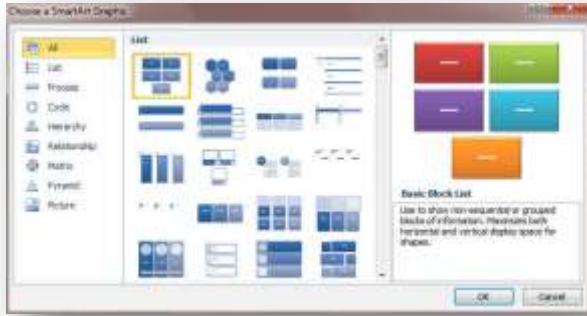 Choose a SmartArt Graphic
All
List
Process
Cycle
Hierarchy
Relationship
Matrix
Pyramid
Picture
List
Basic Block List
Use to show non-sequential or grouped
blocks of information. Maximizes both
horizontal and vertical display space for
shapes.
OK
Cancel